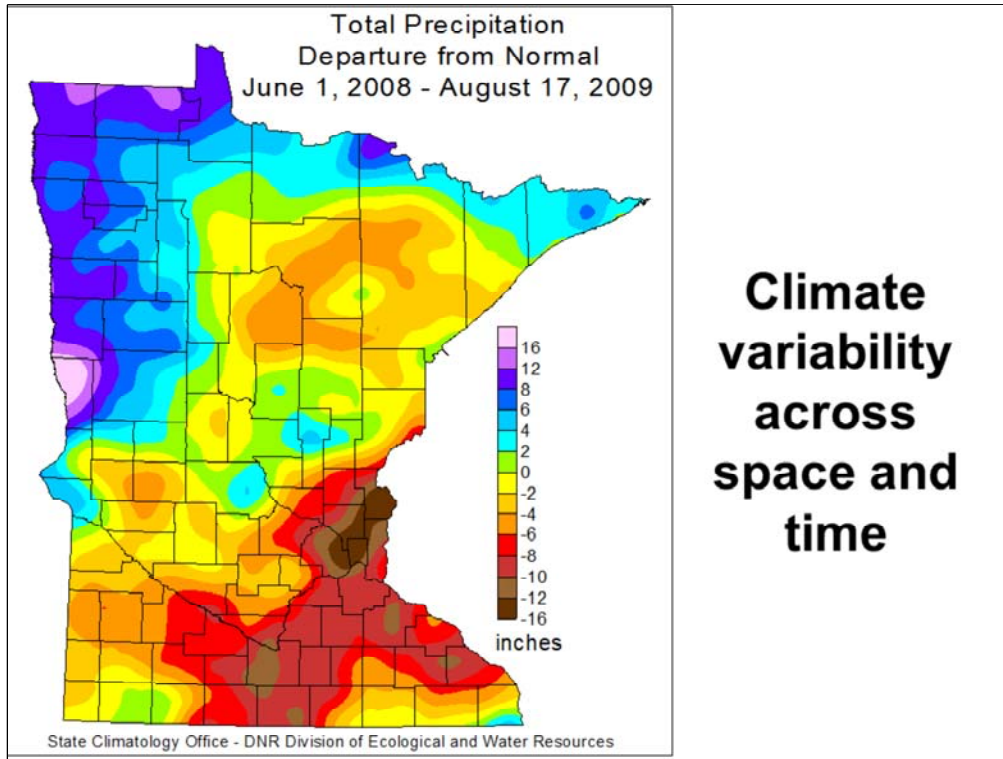 Total Precipitation
Departure from Normal
June 1, 2008 - August 17, 2009
16
12
8
6
4
2
0
-2
-4
-6
-8
-10
-12
-16
inches
State Climatology Office - DNR Division of Ecological and Water Resources
Climate
variability
across
space and
time